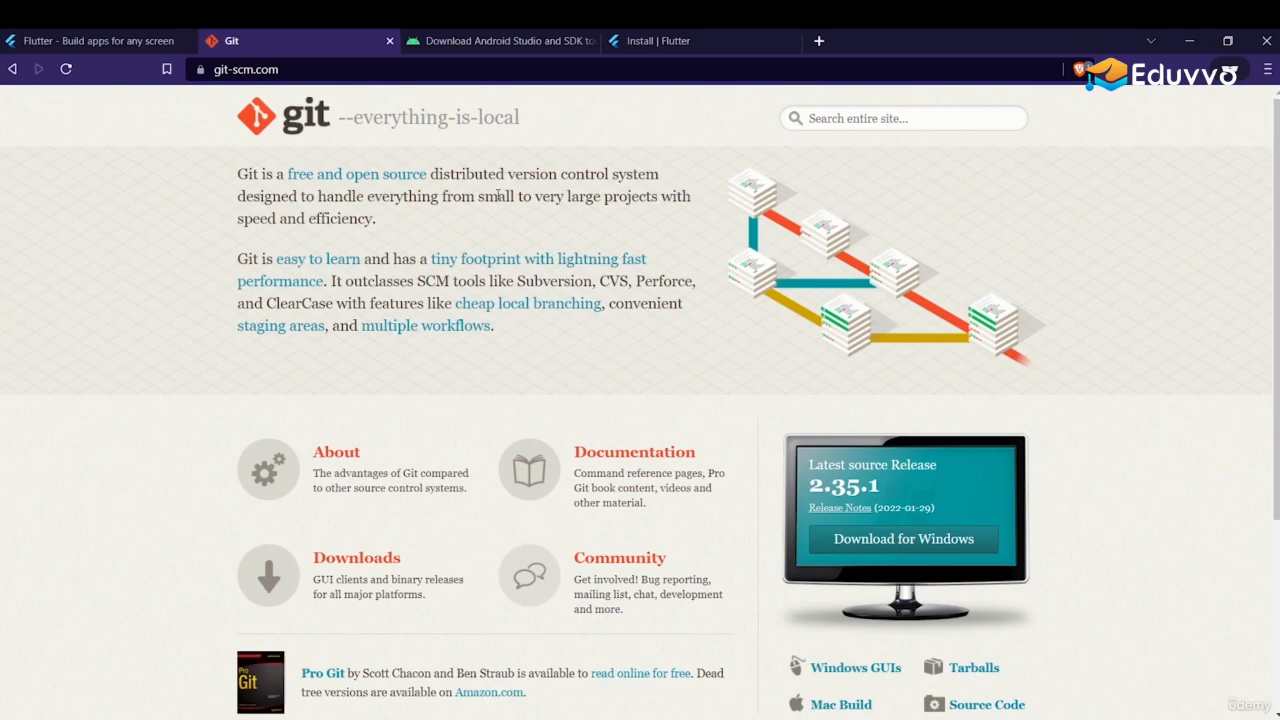 Flutter - Build apps for any screen
Git
Download Android Studio and SDK to
Install | Flutter
git-scm.com
Eduvvo
git --everything-is-local
Search entire site...
Git is a free and open source distributed version control system
designed to handle everything from small to very large projects with
speed and efficiency.
Git is easy to learn and has a tiny footprint with lightning fast
performance. It outclasses SCM tools like Subversion, CVS, Perforce,
and ClearCase with features like cheap local branching, convenient
staging areas, and multiple workflows.
About
The advantages of Git compared
to other source control systems.
Documentation
Command reference pages, Pro
Git book content, videos and
other material.
Downloads
GUI clients and binary releases
for all major platforms.
Community
Get involved! Bug reporting,
mailing list, chat, development
and more.
Latest source Release
2.35.1
Release Notes (2022-01-29)
Download for Windows
Pro
Git
Pro Git by Scott Chacon and Ben Straub is available to read online for free. Dead
tree versions are available on Amazon.com.
Windows GUIs
Tarballs
Mac Build
Source Code
ûdemy